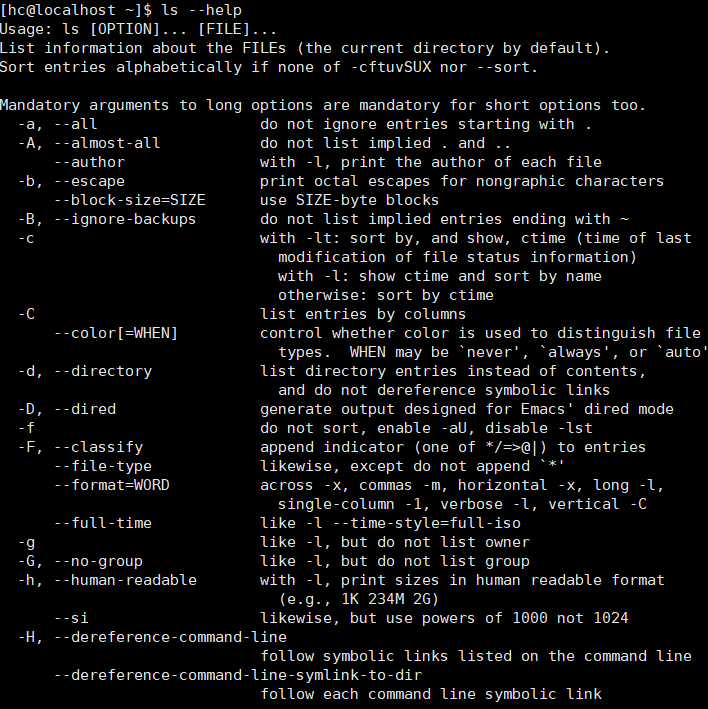 [hc@localhost ~]$ ls --help
Usage: ls [OPTION]... [FILE]...
List information about the FILEs (the current directory by default).
Sort entries alphabetically if none of -cftuvSUX nor --sort.

Mandatory arguments to long options are mandatory for short options too.
  -a, --all                  do not ignore entries starting with .
  -A, --almost-all           do not list implied . and ..
      --author               with -l, print the author of each file
  -b, --escape               print octal escapes for nongraphic characters
      --block-size=SIZE      use SIZE-byte blocks
  -B, --ignore-backups       do not list implied entries ending with ~
  -c                         with -lt: sort by, and show, ctime (time of last
                               modification of file status information)
                               with -l: show ctime and sort by name
                               otherwise: sort by ctime
  -C                         list entries by columns
      --color[=WHEN]         control whether color is used to distinguish file
                               types.  WHEN may be `never', `always', or `auto'
  -d, --directory            list directory entries instead of contents,
                               and do not dereference symbolic links
  -D, --dired                generate output designed for Emacs' dired mode
  -f                         do not sort, enable -aU, disable -lst
  -F, --classify             append indicator (one of */=>@|) to entries
      --file-type            likewise, except do not append `*'
      --format=WORD          across -x, commas -m, horizontal -x, long -l,
                               single-column -1, verbose -l, vertical -C
      --full-time            like -l --time-style=full-iso
  -g                         like -l, but do not list owner
  -G, --no-group             like -l, but do not list group
  -h, --human-readable       with -l, print sizes in human readable format
                               (e.g., 1K 234M 2G)
      --si                   likewise, but use powers of 1000 not 1024
  -H, --dereference-command-line
                             follow symbolic links listed on the command line
      --dereference-command-line-symlink-to-dir
                             follow each command line symbolic link